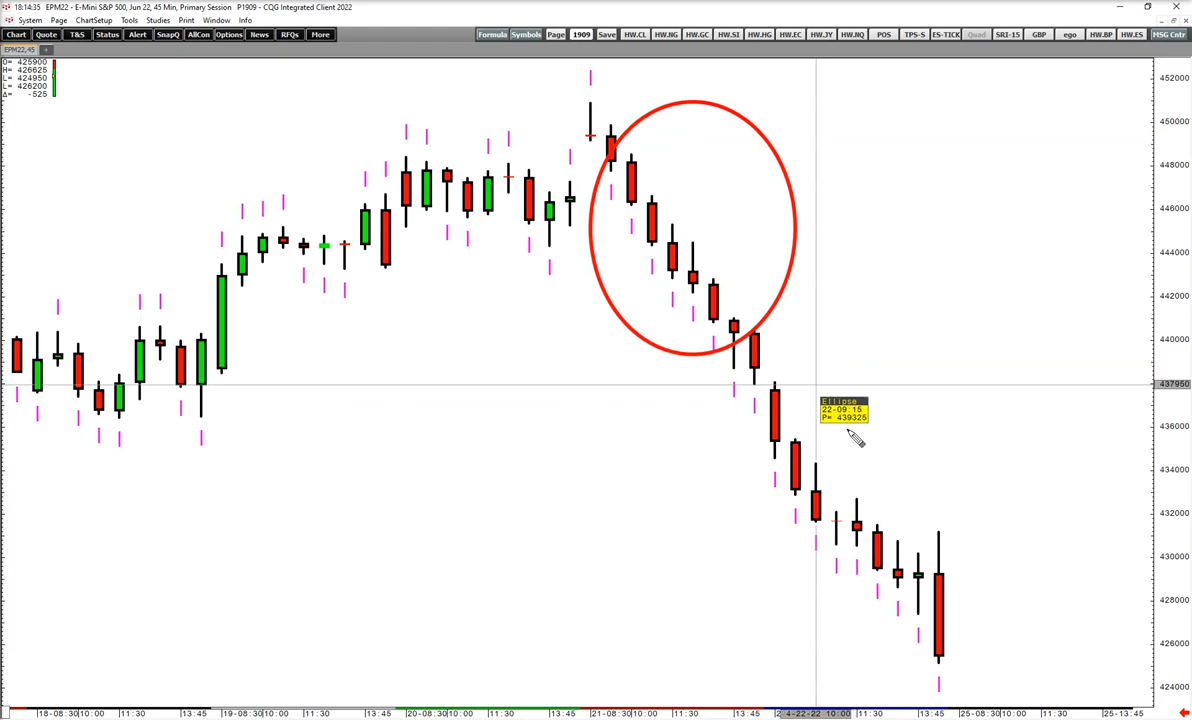 18:14:35 EPM22 - E-Mini S&P 500, Jun 22, 45 Min, Primary Session P1909 - CQG Integrated Client 2022
System Page ChartSetup Tools Studies Print Window Info
Chart Quote T&S Status Alert SnapQ AllCon Options News RFQs More Formula Symbols Page 1909 Save HW.CL HW.NG HW.GC HW.SI HW.HG HW.EC HW.JY HW.NQ POS TPS-S ES-TICK Quad SRI-15 GBP ego HW.BP HW.ES MSG Cntr
EPM22,45 +
O= 425900
H= 426625
L= 424950
L= 426200
Δ= -525
452000
450000
448000
446000
444000
442000
440000
437950
436000
434000
432000
430000
428000
426000
424000
Ellipse
22-09:15
P= 439325
18-08:30 10:00 11:30 13:45 19-08:30 10:00 11:30 13:45 20-08:30 10:00 11:30 13:45 21-08:30 10:00 11:30 13:45 2 4-22-22 10:00 11:30 13:45 25-08:30 10:00 11:30 25-13:45